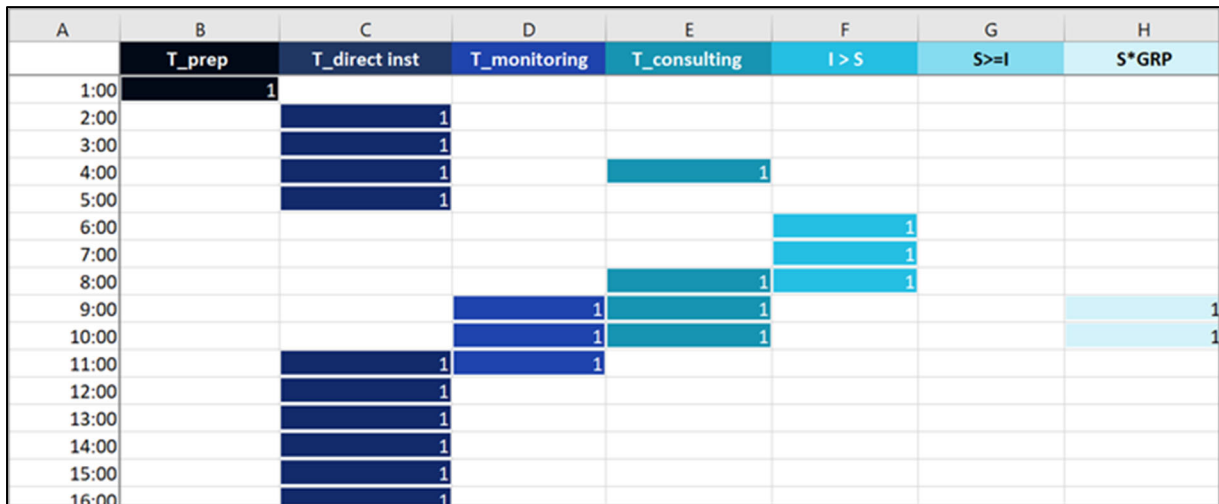 A B C D E F G H
T_prep T_direct inst T_monitoring T_consulting I > S S>=I S*GRP
1:00 1
2:00 1
3:00 1
4:00 1 1
5:00 1
6:00 1
7:00 1
8:00 1 1
9:00 1 1 1
10:00 1 1 1
11:00 1 1
12:00 1
13:00 1
14:00 1
15:00 1
16:00 1